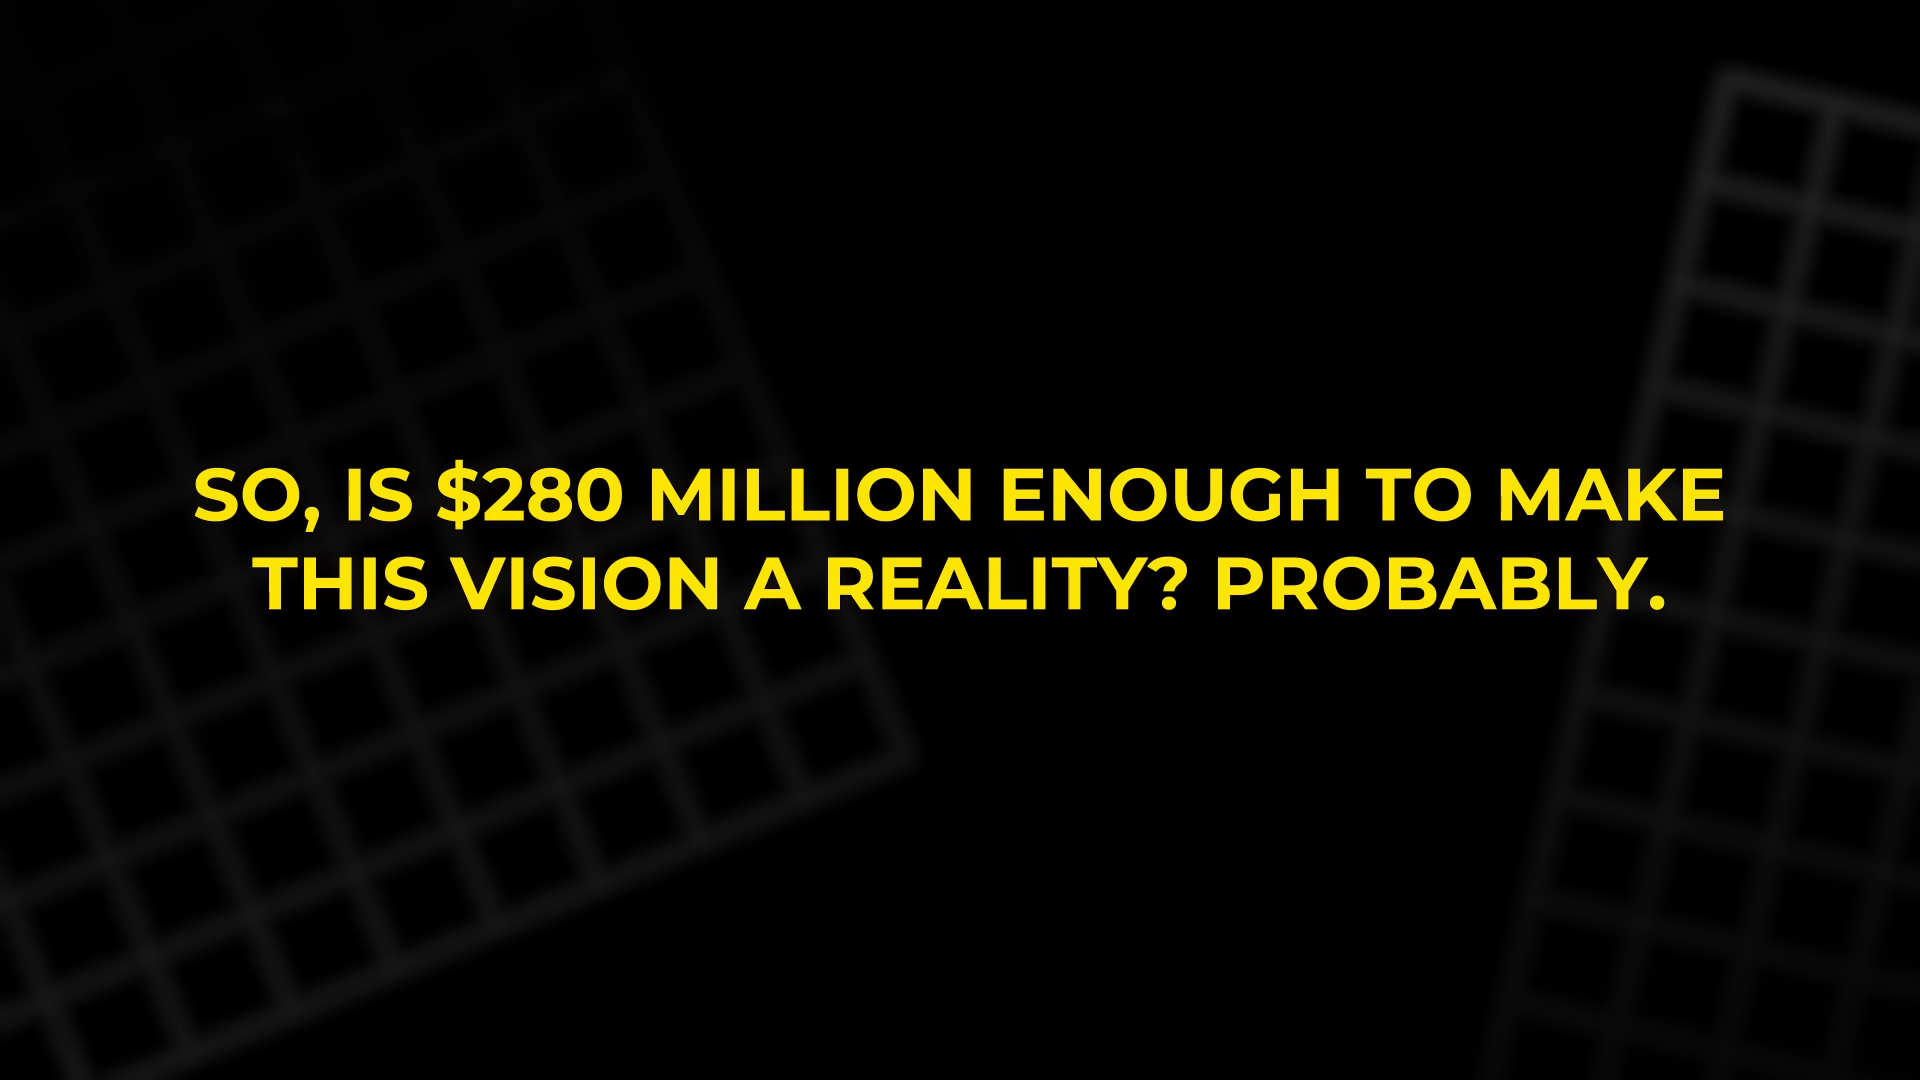 SO, IS $280 MILLION ENOUGH TO MAKE
THIS VISION A REALITY? PROBABLY.